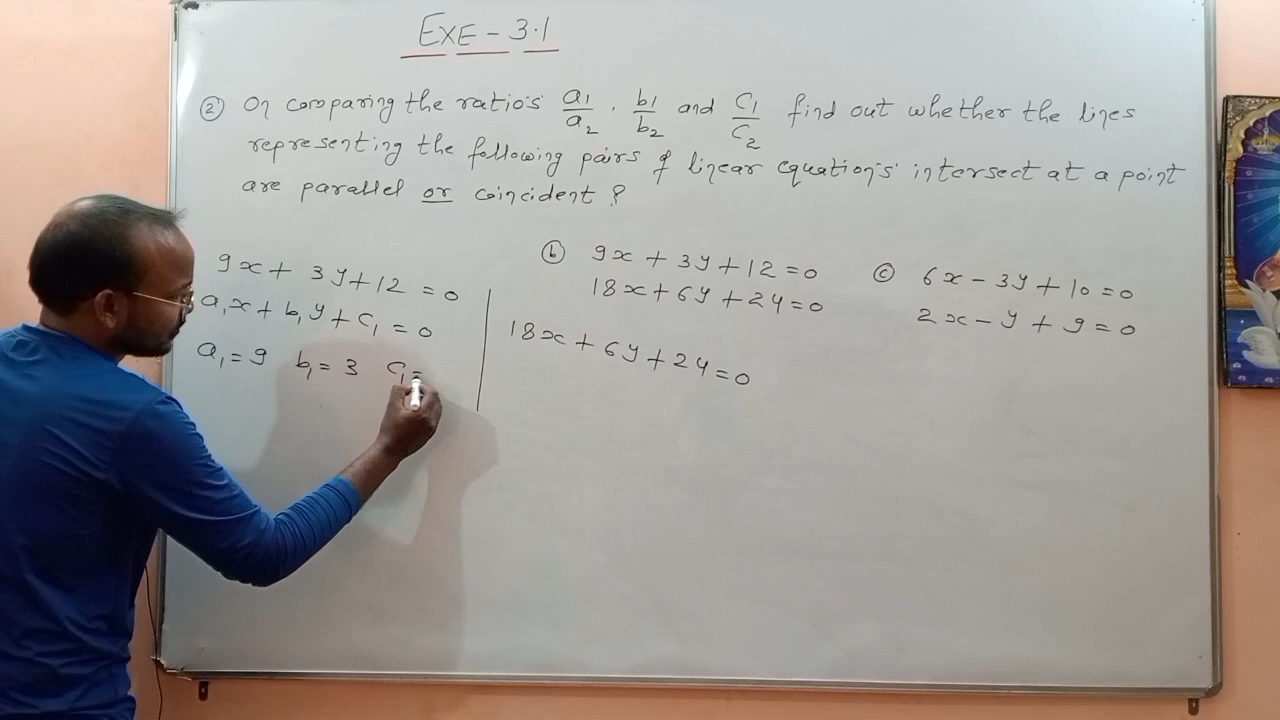 EXE - 3.1
② On comparing the ratio's a1/a2, b1/b2 and c1/c2 find out whether the lines
representing the following pairs of linear equation's intersect at a point
are parallel or coincident ?
ⓑ 9x + 3y + 12 = 0
18x + 6y + 24 = 0
ⓒ 6x - 3y + 10 = 0
2x - y + 9 = 0
9x + 3y + 12 = 0
a1x + b1y + c1 = 0
a1 = 9 b1 = 3 c1 =
18x + 6y + 24 = 0